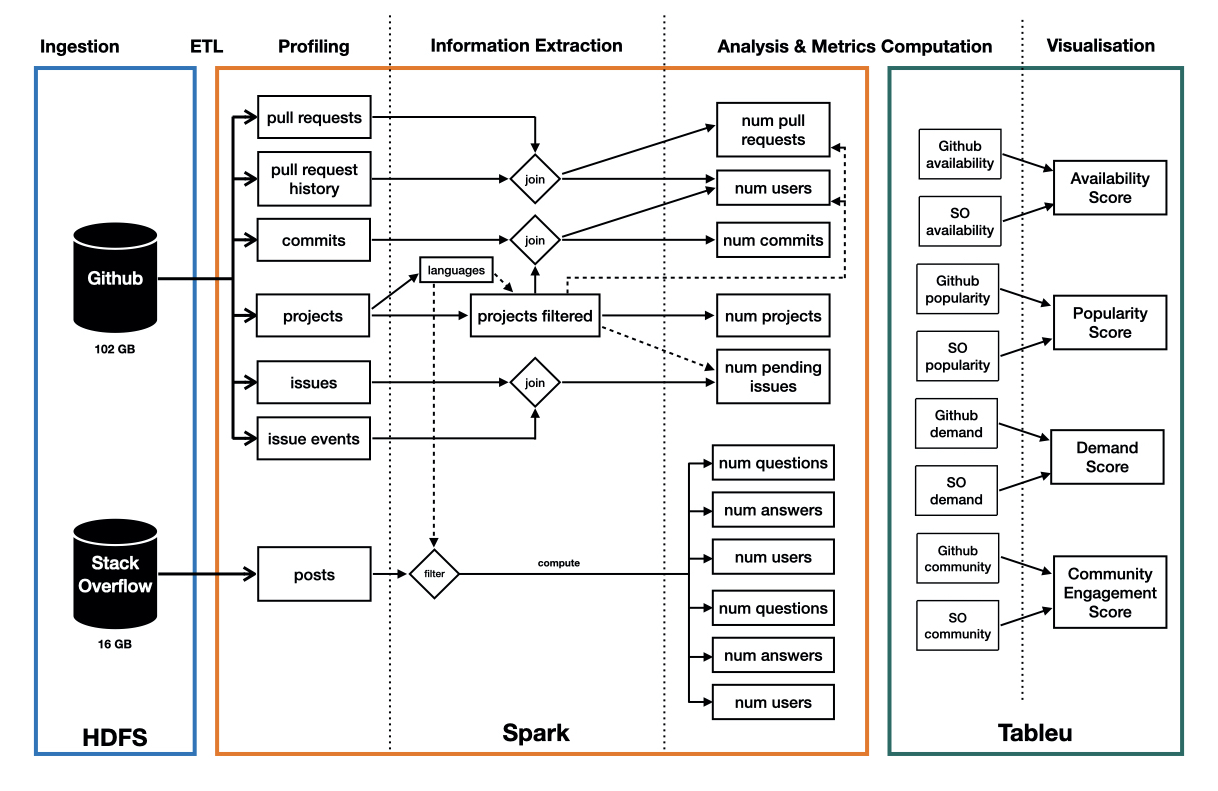 Ingestion
ETL
Profiling
Information Extraction
Analysis & Metrics Computation
Visualisation
Github
102 GB
Stack
Overflow
16 GB
HDFS
pull requests
pull request
history
commits
projects
issues
issue events
posts
join
join
languages
projects filtered
join
filter
compute
Spark
num pull
requests
num users
num commits
num projects
num pending
issues
num questions
num answers
num users
num questions
num answers
num users
Github
availability
SO
availability
Availability
Score
Github
popularity
SO
popularity
Popularity
Score
Github
demand
SO
demand
Demand
Score
Github
community
SO
community
Community
Engagement
Score
Tableu